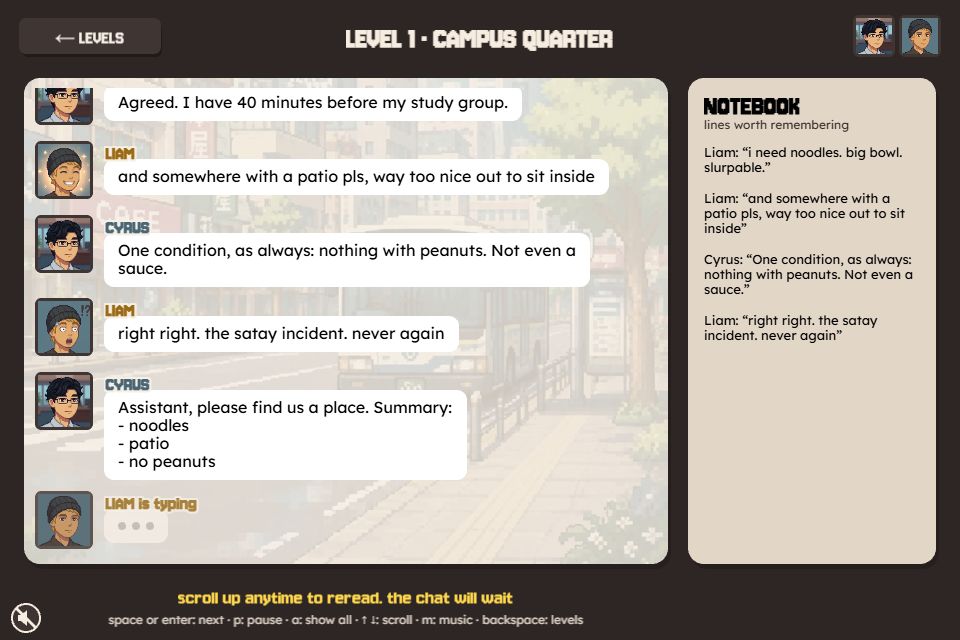 ← LEVELS
LEVEL 1 · CAMPUS QUARTER
Agreed. I have 40 minutes before my study group.
LIAM
and somewhere with a patio pls, way too nice out to sit inside
CYRUS
One condition, as always: nothing with peanuts. Not even a
sauce.
!?
LIAM
right right. the satay incident. never again
CYRUS
Assistant, please find us a place. Summary:
- noodles
- patio
- no peanuts
LIAM is typing
NOTEBOOK
lines worth remembering
Liam: “i need noodles. big bowl.
slurpable.”
Liam: “and somewhere with a
patio pls, way too nice out to sit
inside”
Cyrus: “One condition, as always:
nothing with peanuts. Not even a
sauce.”
Liam: “right right. the satay
incident. never again”
scroll up anytime to reread. the chat will wait
space or enter: next · p: pause · a: show all · ↑ ↓: scroll · m: music · backspace: levels